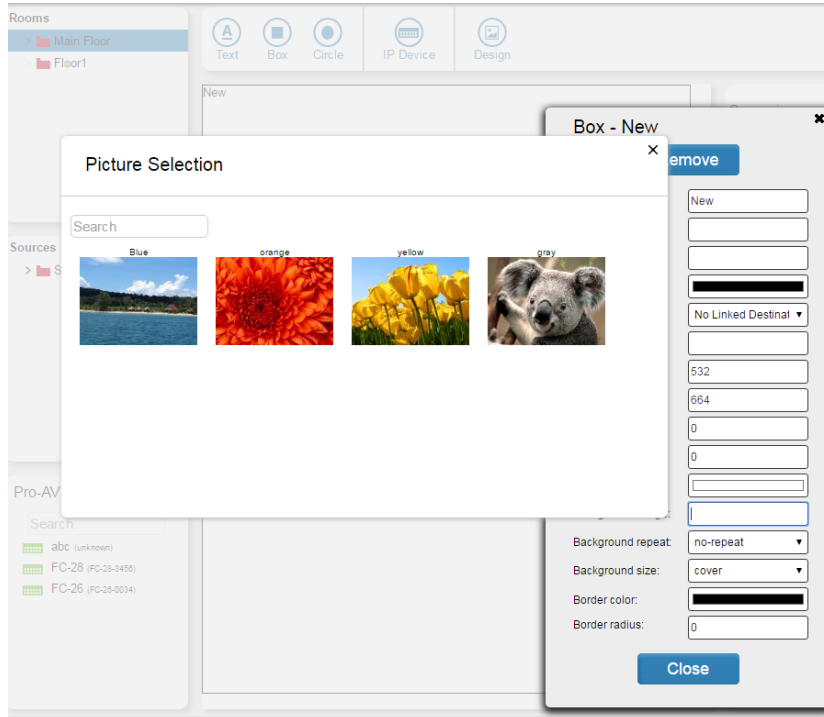 Rooms
> Main Floor
Floor1
Text
Box
Circle
IP Device
Design
New
Box - New
emove
Picture Selection
Search
Blue
orange
yellow
gray
New
No Linked Destinat
532
664
0
0
Background repeat:
no-repeat
Background size:
cover
Border color:
Border radius:
0
Close
Sources
> S
Pro-AV
Search
abc (unknown)
FC-28 (FC-28-3456)
FC-26 (FC-26-0034)